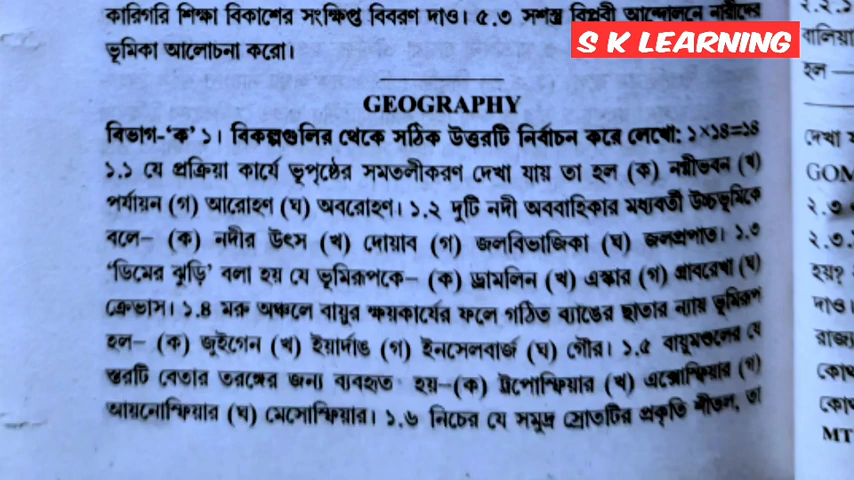 কারিগরি শিক্ষা বিকাশের সংক্ষিপ্ত বিবরণ দাও। ৫.৩ সশস্ত্র বিপ্লবী আন্দোলনে নারীদের
ভূমিকা আলোচনা করো।
S K LEARNING
GEOGRAPHY
বিভাগ-‘ক’ ১। বিকল্পগুলির থেকে সঠিক উত্তরটি নির্বাচন করে লেখো: ১×১৪=১৪
১.১ যে প্রক্রিয়া কার্যে ভূপৃষ্ঠের সমতলীকরণ দেখা যায় তা হল (ক) নগ্নীভবন (খ)
পর্যায়ন (গ) আরোহণ (ঘ) অবরোহণ। ১.২ দুটি নদী অববাহিকার মধ্যবর্তী উচ্চভূমিকে
বলে– (ক) নদীর উৎস (খ) দোয়াব (গ) জলবিভাজিকা (ঘ) জলপ্রপাত। ১.৩
‘ডিমের ঝুড়ি’ বলা হয় যে ভূমিরূপকে– (ক) ড্রামলিন (খ) এস্কার (গ) গ্রাবরেখা (ঘ)
ক্রেভাস। ১.৪ মরু অঞ্চলে বায়ুর ক্ষয়কার্যের ফলে গঠিত ব্যাঙের ছাতার ন্যায় ভূমিরূপ
হল– (ক) জুইগেন (খ) ইয়ার্দাঙ (গ) ইনসেলবার্জ (ঘ) গৌর। ১.৫ বায়ুমণ্ডলের যে
স্তরটি বেতার তরঙ্গের জন্য ব্যবহৃত হয়–(ক) ট্রপোস্ফিয়ার (খ) এক্সোস্ফিয়ার (গ)
আয়নোস্ফিয়ার (ঘ) মেসোস্ফিয়ার। ১.৬ নিচের যে সমুদ্র স্রোতটির প্রকৃতি শীতল, তা
২.২.১
বালিয়া
হল –
দেখা
GOM
২.৩.
হয়?
দাও।
রাজ্য
কোথ
কোথ
MT